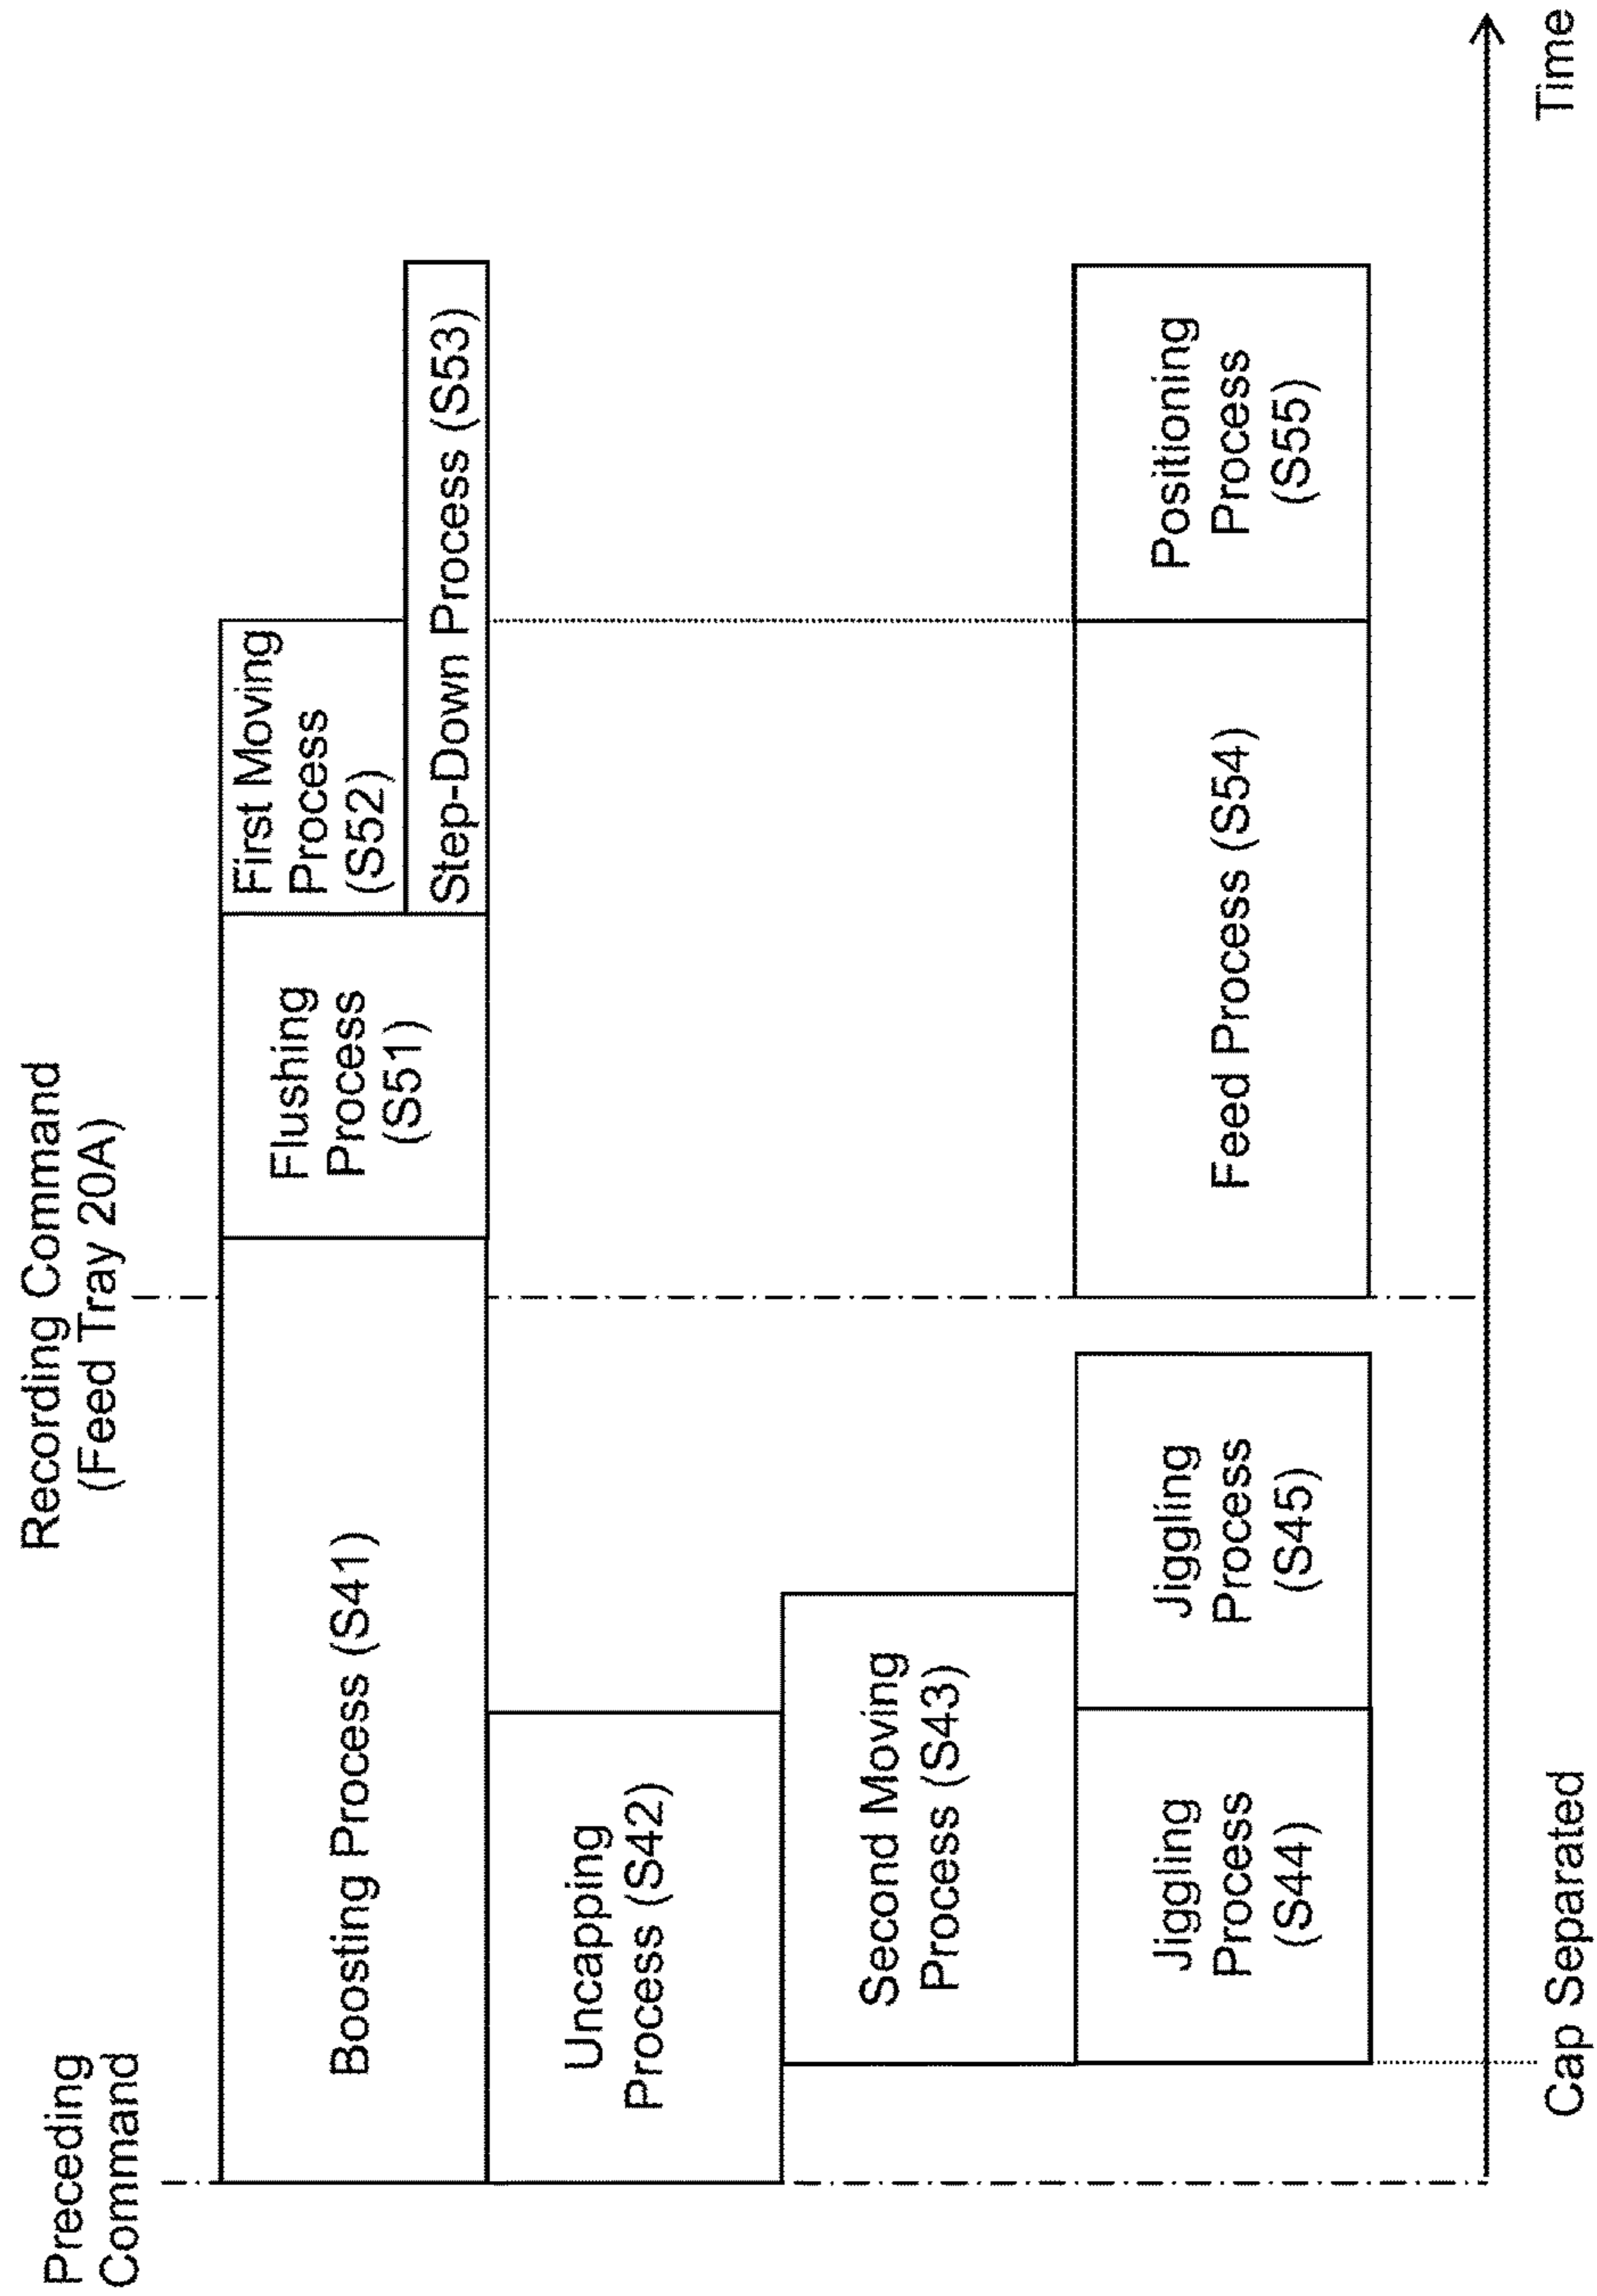 Preceding
Command
Recording Command
(Feed Tray 20A)
Boosting Process (S41)
Flushing
Process
(S51)
First Moving
Process
(S52)
Step-Down Process (S53)
Uncapping
Process (S42)
Second Moving
Process (S43)
Jiggling
Process
(S44)
Jiggling
Process
(S45)
Feed Process (S54)
Positioning
Process
(S55)
Cap Separated
Time